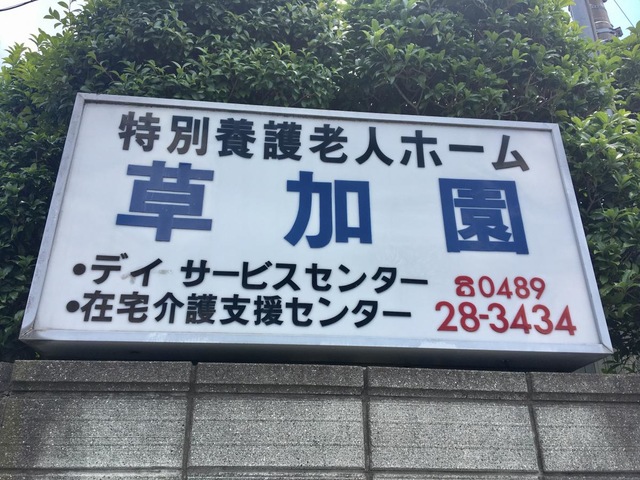 特別養護老人ホーム
草加園
•デイ サービスセンター
•在宅介護支援センター
☎0489
28-3434